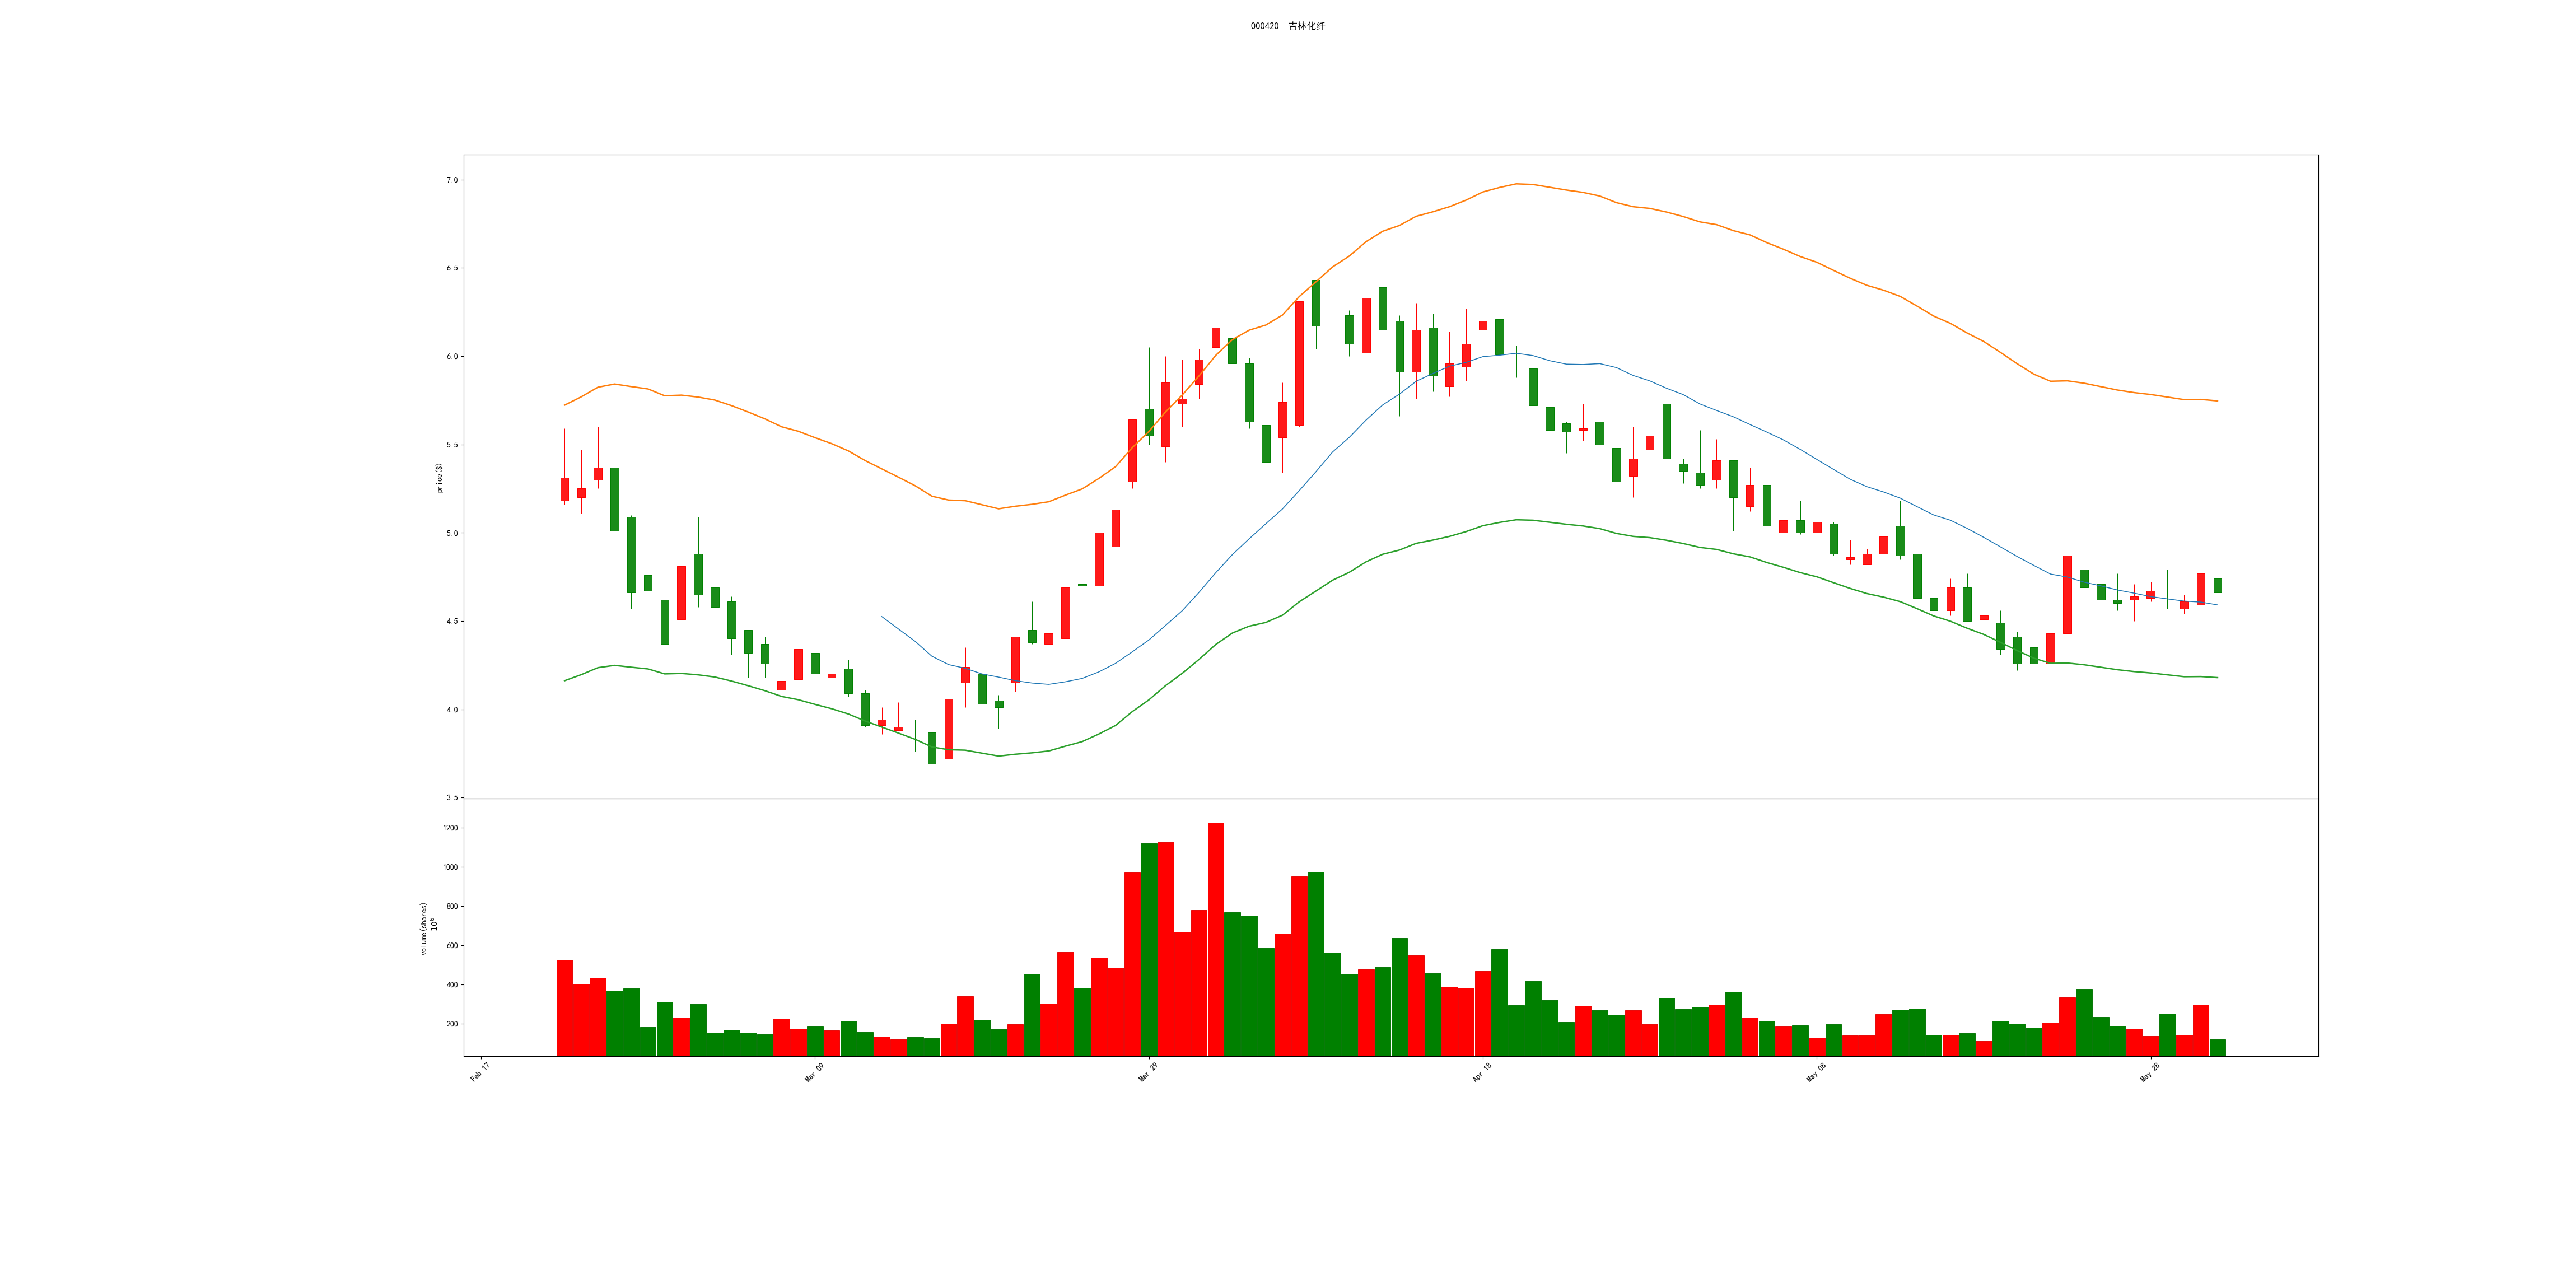 000420 吉林化纤
price($)
7.0
6.5
6.0
5.5
5.0
4.5
4.0
3.5
volume(shares)
10⁶
1200
1000
800
600
400
200
Feb 17
Mar 09
Mar 29
Apr 18
May 08
May 28